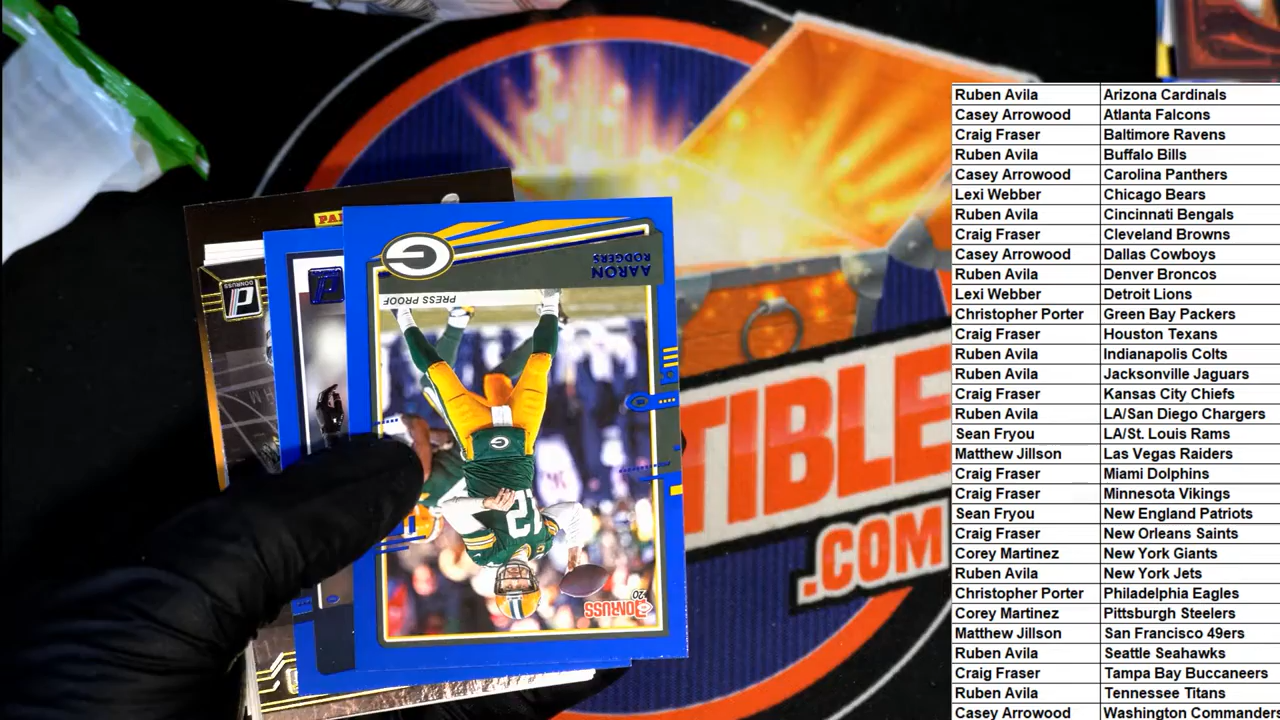 Ruben Avila Arizona Cardinals
Casey Arrowood Atlanta Falcons
Craig Fraser Baltimore Ravens
Ruben Avila Buffalo Bills
Casey Arrowood Carolina Panthers
Lexi Webber Chicago Bears
Ruben Avila Cincinnati Bengals
Craig Fraser Cleveland Browns
Casey Arrowood Dallas Cowboys
Ruben Avila Denver Broncos
Lexi Webber Detroit Lions
Christopher Porter Green Bay Packers
Craig Fraser Houston Texans
Ruben Avila Indianapolis Colts
Ruben Avila Jacksonville Jaguars
Craig Fraser Kansas City Chiefs
Ruben Avila LA/San Diego Chargers
Sean Fryou LA/St. Louis Rams
Matthew Jillson Las Vegas Raiders
Craig Fraser Miami Dolphins
Craig Fraser Minnesota Vikings
Sean Fryou New England Patriots
Craig Fraser New Orleans Saints
Corey Martinez New York Giants
Ruben Avila New York Jets
Christopher Porter Philadelphia Eagles
Corey Martinez Pittsburgh Steelers
Matthew Jillson San Francisco 49ers
Ruben Avila Seattle Seahawks
Craig Fraser Tampa Bay Buccaneers
Ruben Avila Tennessee Titans
Casey Arrowood Washington Commanders
PAN
DONRUSS
G
AARON
RODGERS
PRESS PROOF
G
12
DONRUSS
20
TIBLE
.COM